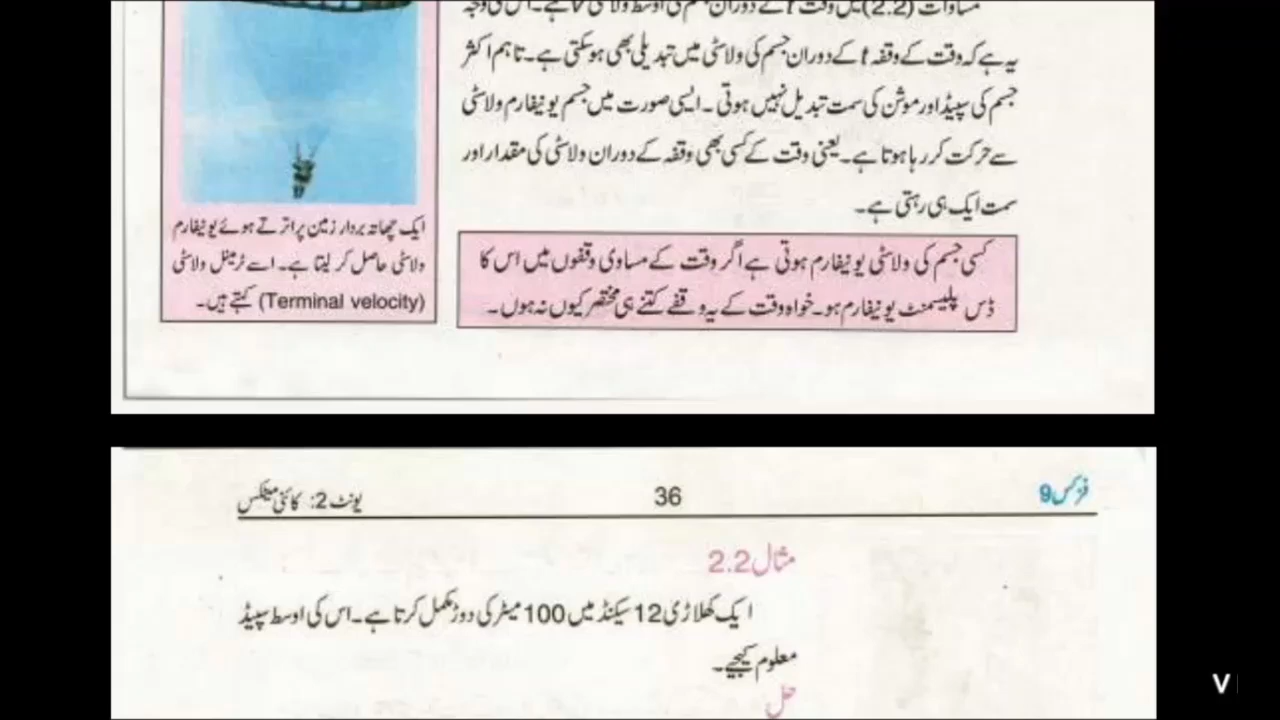 مساوات (2.2) میں وقت t کے دوران جسم کی اوسط ولاسٹی v ہے۔ اس کی وجہ
یہ ہے کہ وقت کے وقفہ t کے دوران جسم کی ولاسٹی میں تبدیلی بھی ہو سکتی ہے۔ تاہم اکثر
جسم کی سپیڈ اور موشن کی سمت تبدیل نہیں ہوتی۔ ایسی صورت میں جسم یونیفارم ولاسٹی
سے حرکت کر رہا ہوتا ہے۔ یعنی وقت کے کسی بھی وقفہ کے دوران ولاسٹی کی مقدار اور
سمت ایک ہی رہتی ہے۔
کسی جسم کی ولاسٹی یونیفارم ہوتی ہے اگر وقت کے مساوی وقفوں میں اس کا
ڈس پلیسمنٹ یونیفارم ہو۔ خواہ وقت کے یہ وقفے کتنے ہی مختصر کیوں نہ ہوں۔
ایک چھاتہ بردار زمین پر اترتے ہوئے یونیفارم
ولاسٹی حاصل کر لیتا ہے۔ اسے ٹرمینل ولاسٹی
(Terminal velocity) کہتے ہیں۔
فزکس 9 36 یونٹ 2: کائنی میٹکس
مثال 2.2
ایک کھلاڑی 12 سیکنڈ میں 100 میٹر کی دوڑ مکمل کرتا ہے۔ اس کی اوسط سپیڈ
معلوم کیجیے۔
حل
V